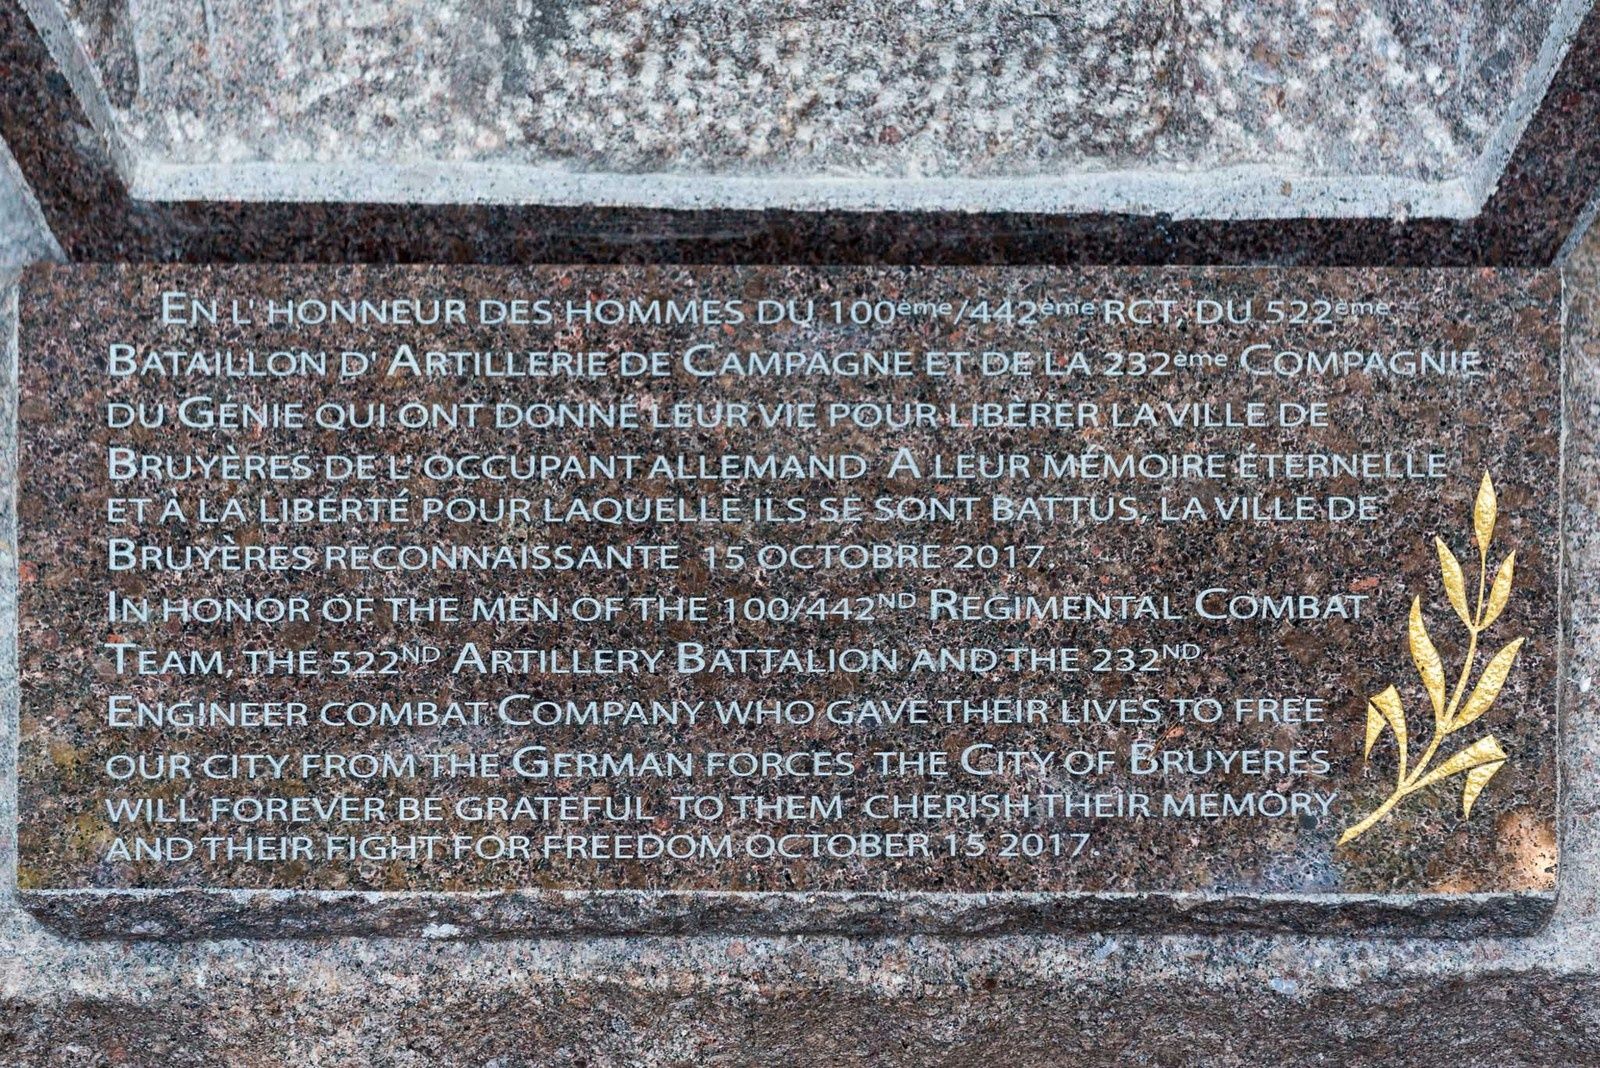 En l' honneur des hommes du 100ème/442ème RCT. du 522ème
Bataillon d' Artillerie de Campagne et de la 232ème Compagnie
du Génie qui ont donné leur vie pour libèrer la ville de
Bruyères de l' occupant allemand A leur mémoire éternelle
et à la liberté pour laquelle ils se sont battus, la ville de
Bruyères reconnaissante 15 octobre 2017.
In honor of the men of the 100/442nd Regimental Combat
Team, the 522nd Artillery Battalion and the 232nd
Engineer combat Company who gave their lives to free
our city from the German forces the City of Bruyeres
will forever be grateful to them cherish their memory
and their fight for freedom october 15 2017.